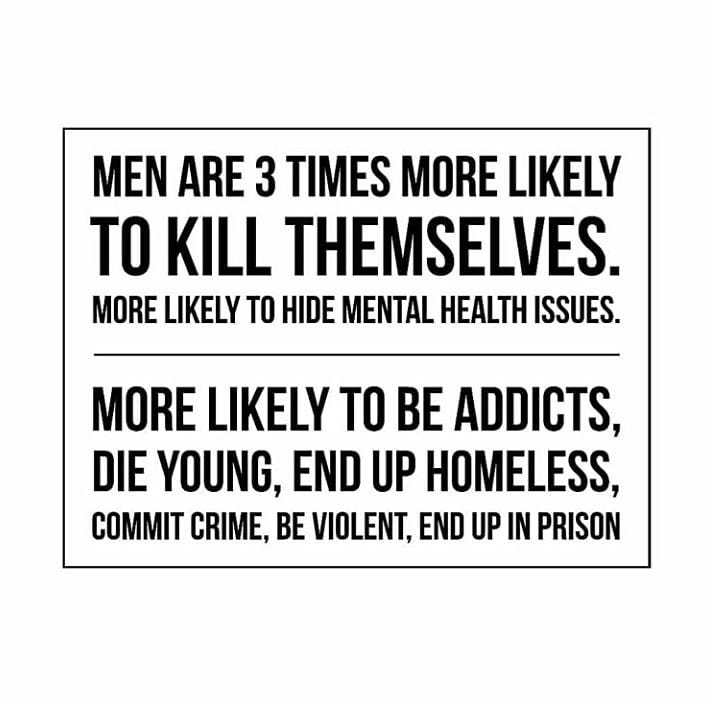 MEN ARE 3 TIMES MORE LIKELY
TO KILL THEMSELVES.
MORE LIKELY TO HIDE MENTAL HEALTH ISSUES.
MORE LIKELY TO BE ADDICTS,
DIE YOUNG, END UP HOMELESS,
COMMIT CRIME, BE VIOLENT, END UP IN PRISON